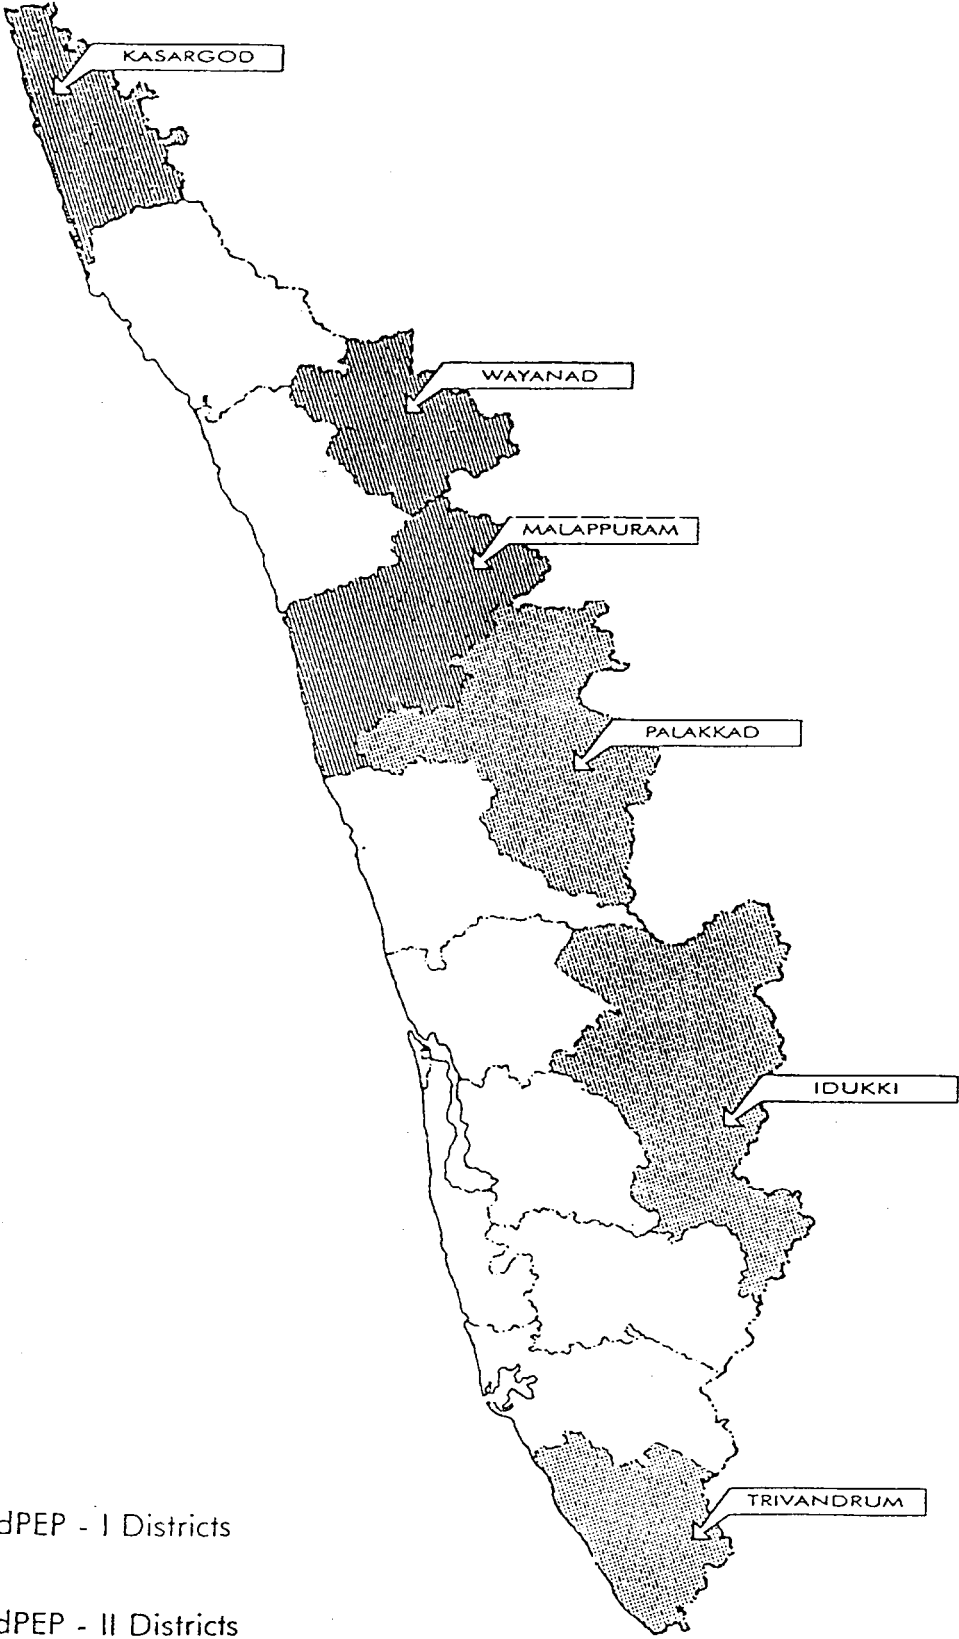 KASARGOD
WAYANAD
MALAPPURAM
PALAKKAD
IDUKKI
TRIVANDRUM
dPEP - I Districts
dPEP - II Districts